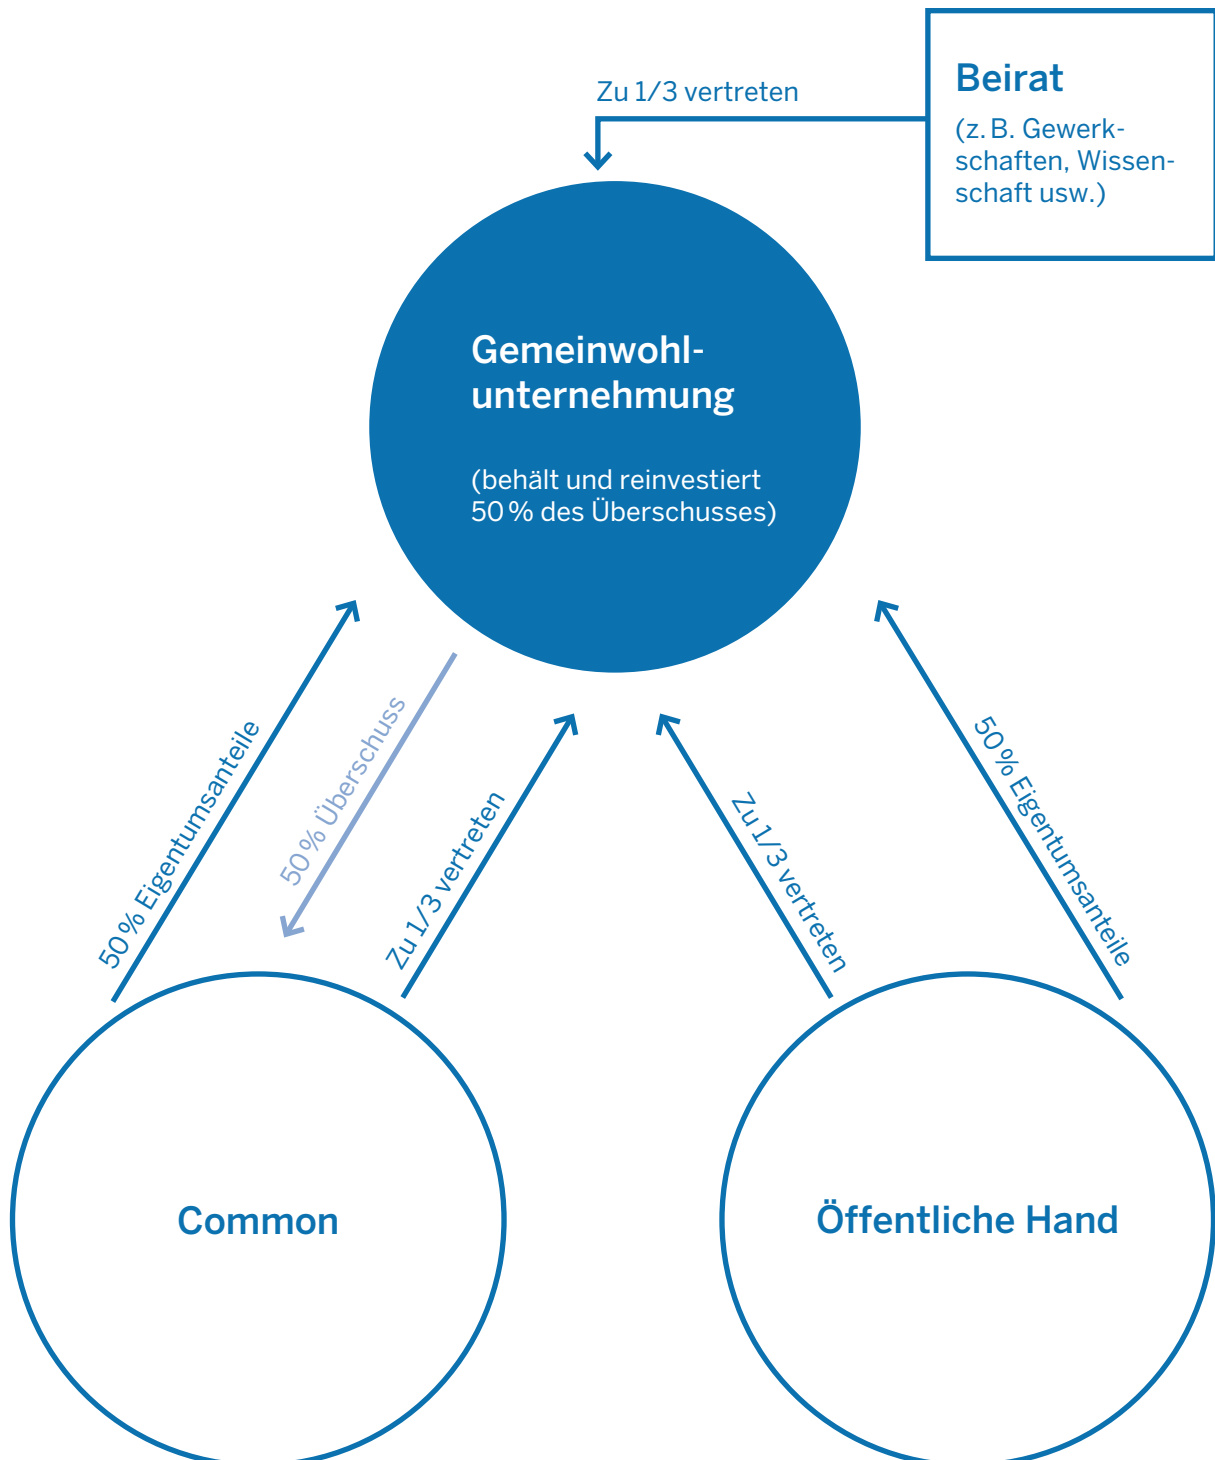 Zu 1/3 vertreten
Beirat
(z. B. Gewerk-
schaften, Wissen-
schaft usw.)
Gemeinwohl-
unternehmung
(behält und reinvestiert
50 % des Überschusses)
50 % Eigentumsanteile
50 % Überschuss
Zu 1/3 vertreten
Zu 1/3 vertreten
50 % Eigentumsanteile
Common
Öffentliche Hand